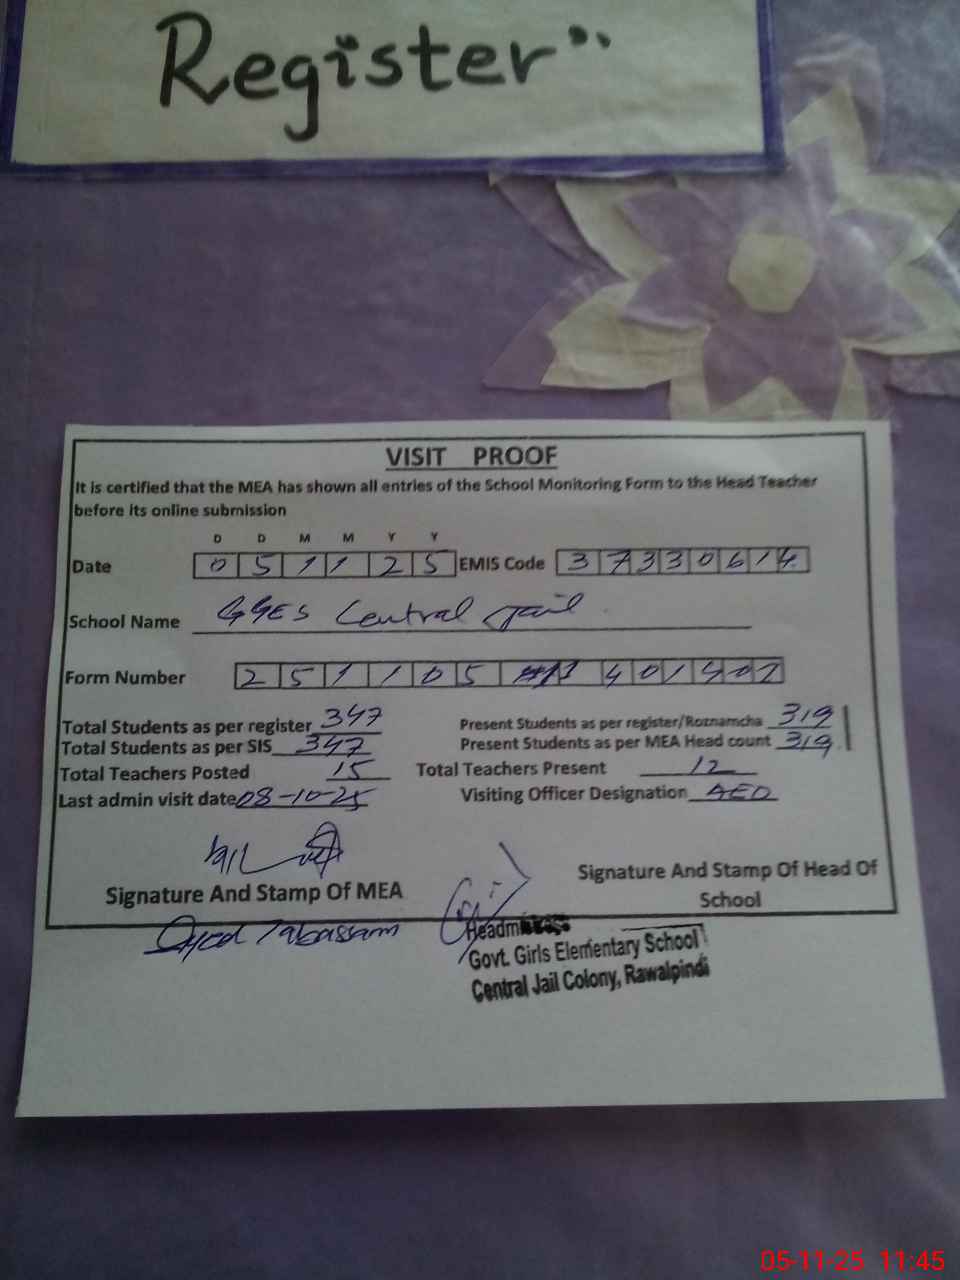 Register"
VISIT PROOF
It is certified that the MEA has shown all entries of the School Monitoring Form to the Head Teacher
before its online submission
D D M M Y Y
Date 0 5 1 1 2 5 EMIS Code 3 7 3 3 0 6 1 4
School Name GGES Central Jail
Form Number 2 5 1 1 0 5 4 0 1 4 0 2
Total Students as per register 347 Present Students as per register/Roznamcha 319
Total Students as per SIS 347 Present Students as per MEA Head count 319
Total Teachers Posted 15 Total Teachers Present 12
Last admin visit date 08-10-25 Visiting Officer Designation AEO
Signature And Stamp Of MEA Signature And Stamp Of Head Of
School
Syed Tabassam
Govt. Girls Elementary School
Central Jail Colony, Rawalpindi
05-11-25 11:45